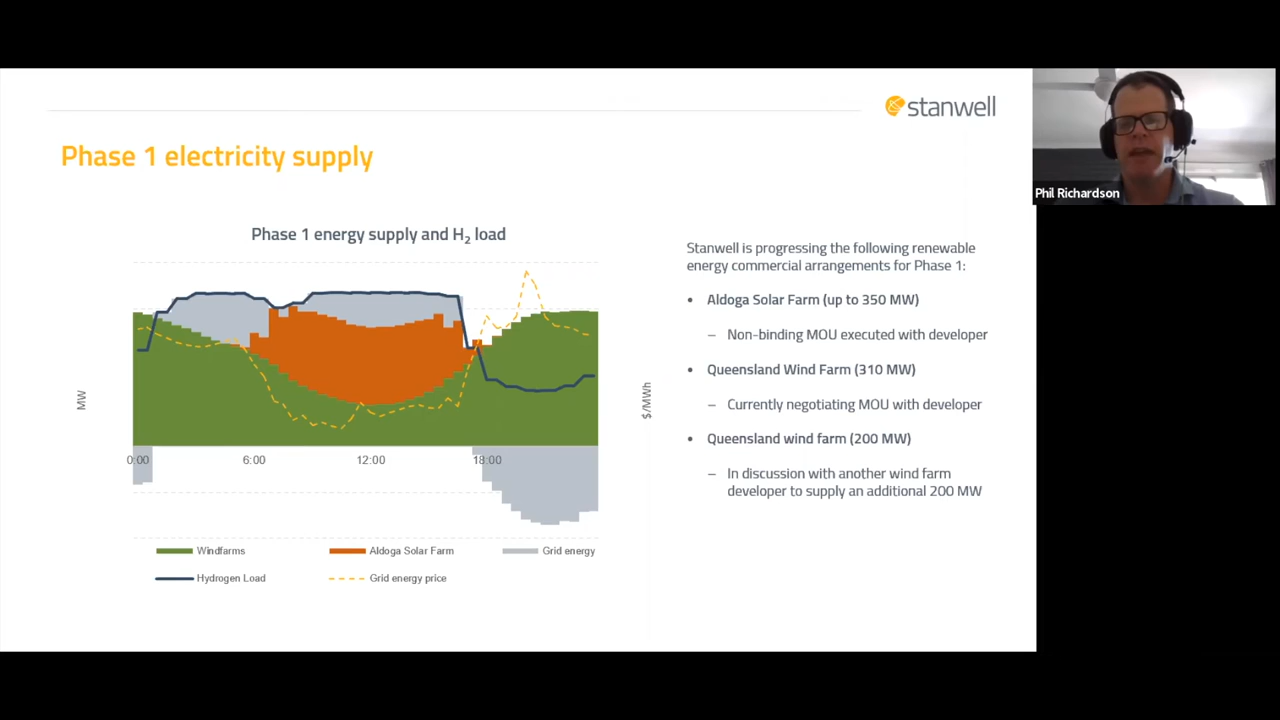 stanwell
Phase 1 electricity supply
Phil Richardson
Phase 1 energy supply and H₂ load
MW
$/MWh
0:00
6:00
12:00
18:00
Windfarms
Aldoga Solar Farm
Grid energy
Hydrogen Load
Grid energy price
Stanwell is progressing the following renewable
energy commercial arrangements for Phase 1:
• Aldoga Solar Farm (up to 350 MW)
– Non-binding MOU executed with developer
• Queensland Wind Farm (310 MW)
– Currently negotiating MOU with developer
• Queensland wind farm (200 MW)
– In discussion with another wind farm
developer to supply an additional 200 MW